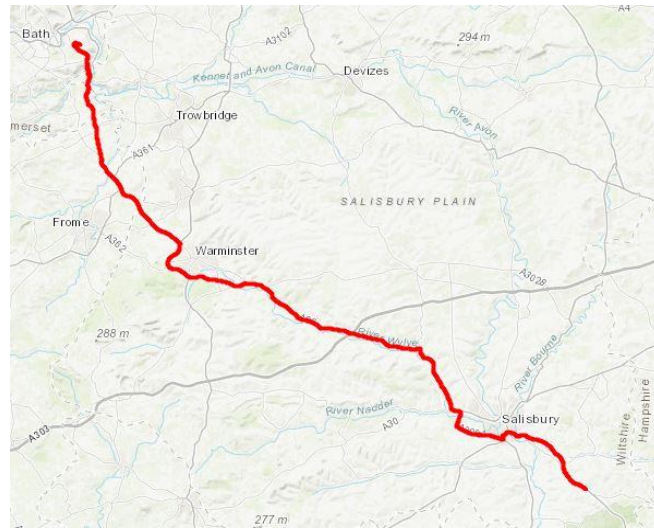 A4
Bath
A3102
294 m
Devizes
Kennet and Avon Canal
River Avon
Trowbridge
merset
A361
SALISBURY PLAIN
Frome
A362
Warminster
A3028
288 m
River Wylye
River Bourne
River Nadder
A30
Salisbury
A303
Wiltshire
Hampshire
277 m